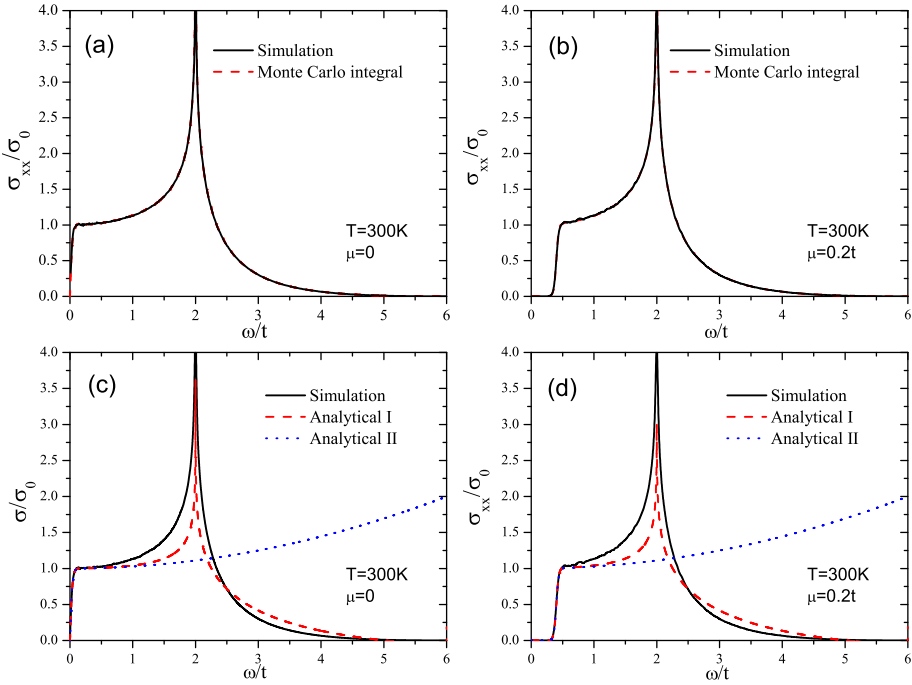 (a)
Simulation
Monte Carlo integral
T=300K
μ=0
σxx/σ0
4.0
3.5
3.0
2.5
2.0
1.5
1.0
0.5
0.0
0 1 2 3 4 5 6
ω/t
(b)
Simulation
Monte Carlo integral
T=300K
μ=0.2t
σxx/σ0
4.0
3.5
3.0
2.5
2.0
1.5
1.0
0.5
0.0
0 1 2 3 4 5 6
ω/t
(c)
Simulation
Analytical I
Analytical II
T=300K
μ=0
σ/σ0
4.0
3.5
3.0
2.5
2.0
1.5
1.0
0.5
0.0
0 1 2 3 4 5 6
ω/t
(d)
Simulation
Analytical I
Analytical II
T=300K
μ=0.2t
σxx/σ0
4.0
3.5
3.0
2.5
2.0
1.5
1.0
0.5
0.0
0 1 2 3 4 5 6
ω/t